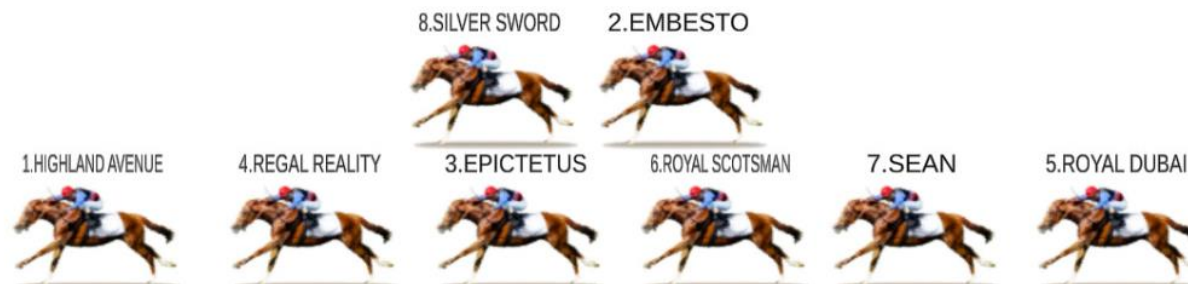 8.SILVER SWORD 2.EMBESTO
1.HIGHLAND AVENUE 4.REGAL REALITY 3.EPICTETUS 6.ROYAL SCOTSMAN 7.SEAN 5.ROYAL DUBAI